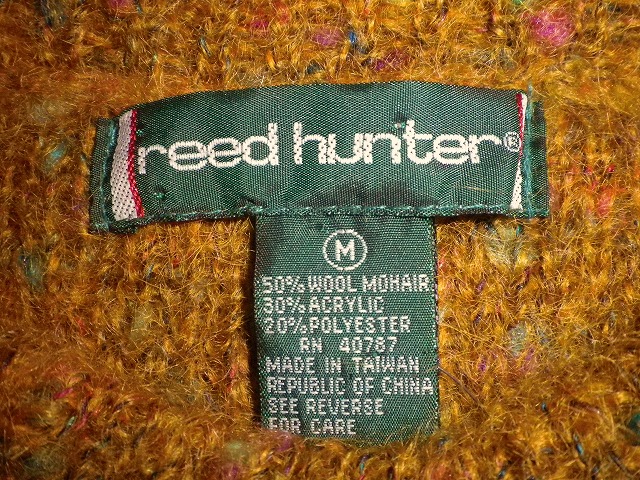 reed hunter®
M
50% WOOL MOHAIR
30% ACRYLIC
20% POLYESTER
RN 40787
MADE IN TAIWAN
REPUBLIC OF CHINA
SEE REVERSE
FOR CARE